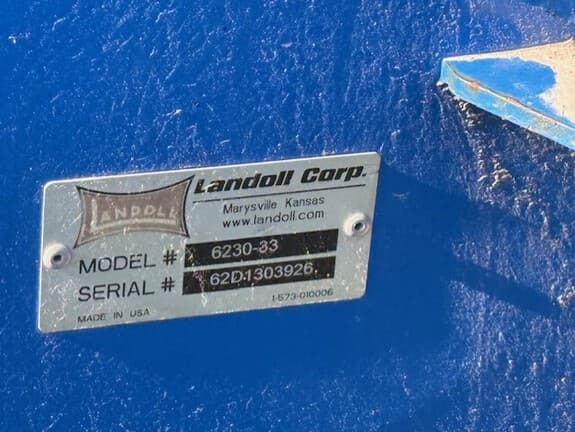 LANDOLL
Landoll Corp.
Marysville Kansas
www.landoll.com
MODEL # 6230-33
SERIAL # 62D1303926
MADE IN USA 1-573-010006